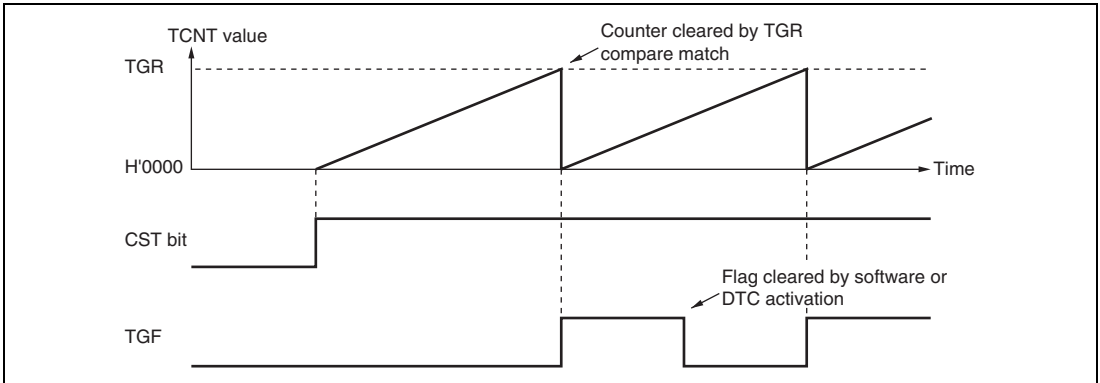 TCNT value
Counter cleared by TGR
compare match
TGR
H'0000
Time
CST bit
Flag cleared by software or
DTC activation
TGF